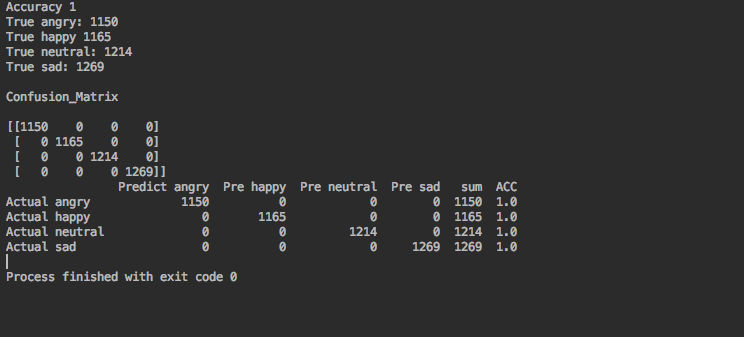 Accuracy 1
True angry: 1150
True happy 1165
True neutral: 1214
True sad: 1269
Confusion_Matrix
[[1150    0    0    0]
 [   0 1165    0    0]
 [   0    0 1214    0]
 [   0    0    0 1269]]
Predict angry  Pre happy  Pre neutral  Pre sad   sum  ACC
Actual angry             1150          0            0        0  1150  1.0
Actual happy                0       1165            0        0  1165  1.0
Actual neutral              0          0         1214        0  1214  1.0
Actual sad                  0          0            0     1269  1269  1.0
Process finished with exit code 0